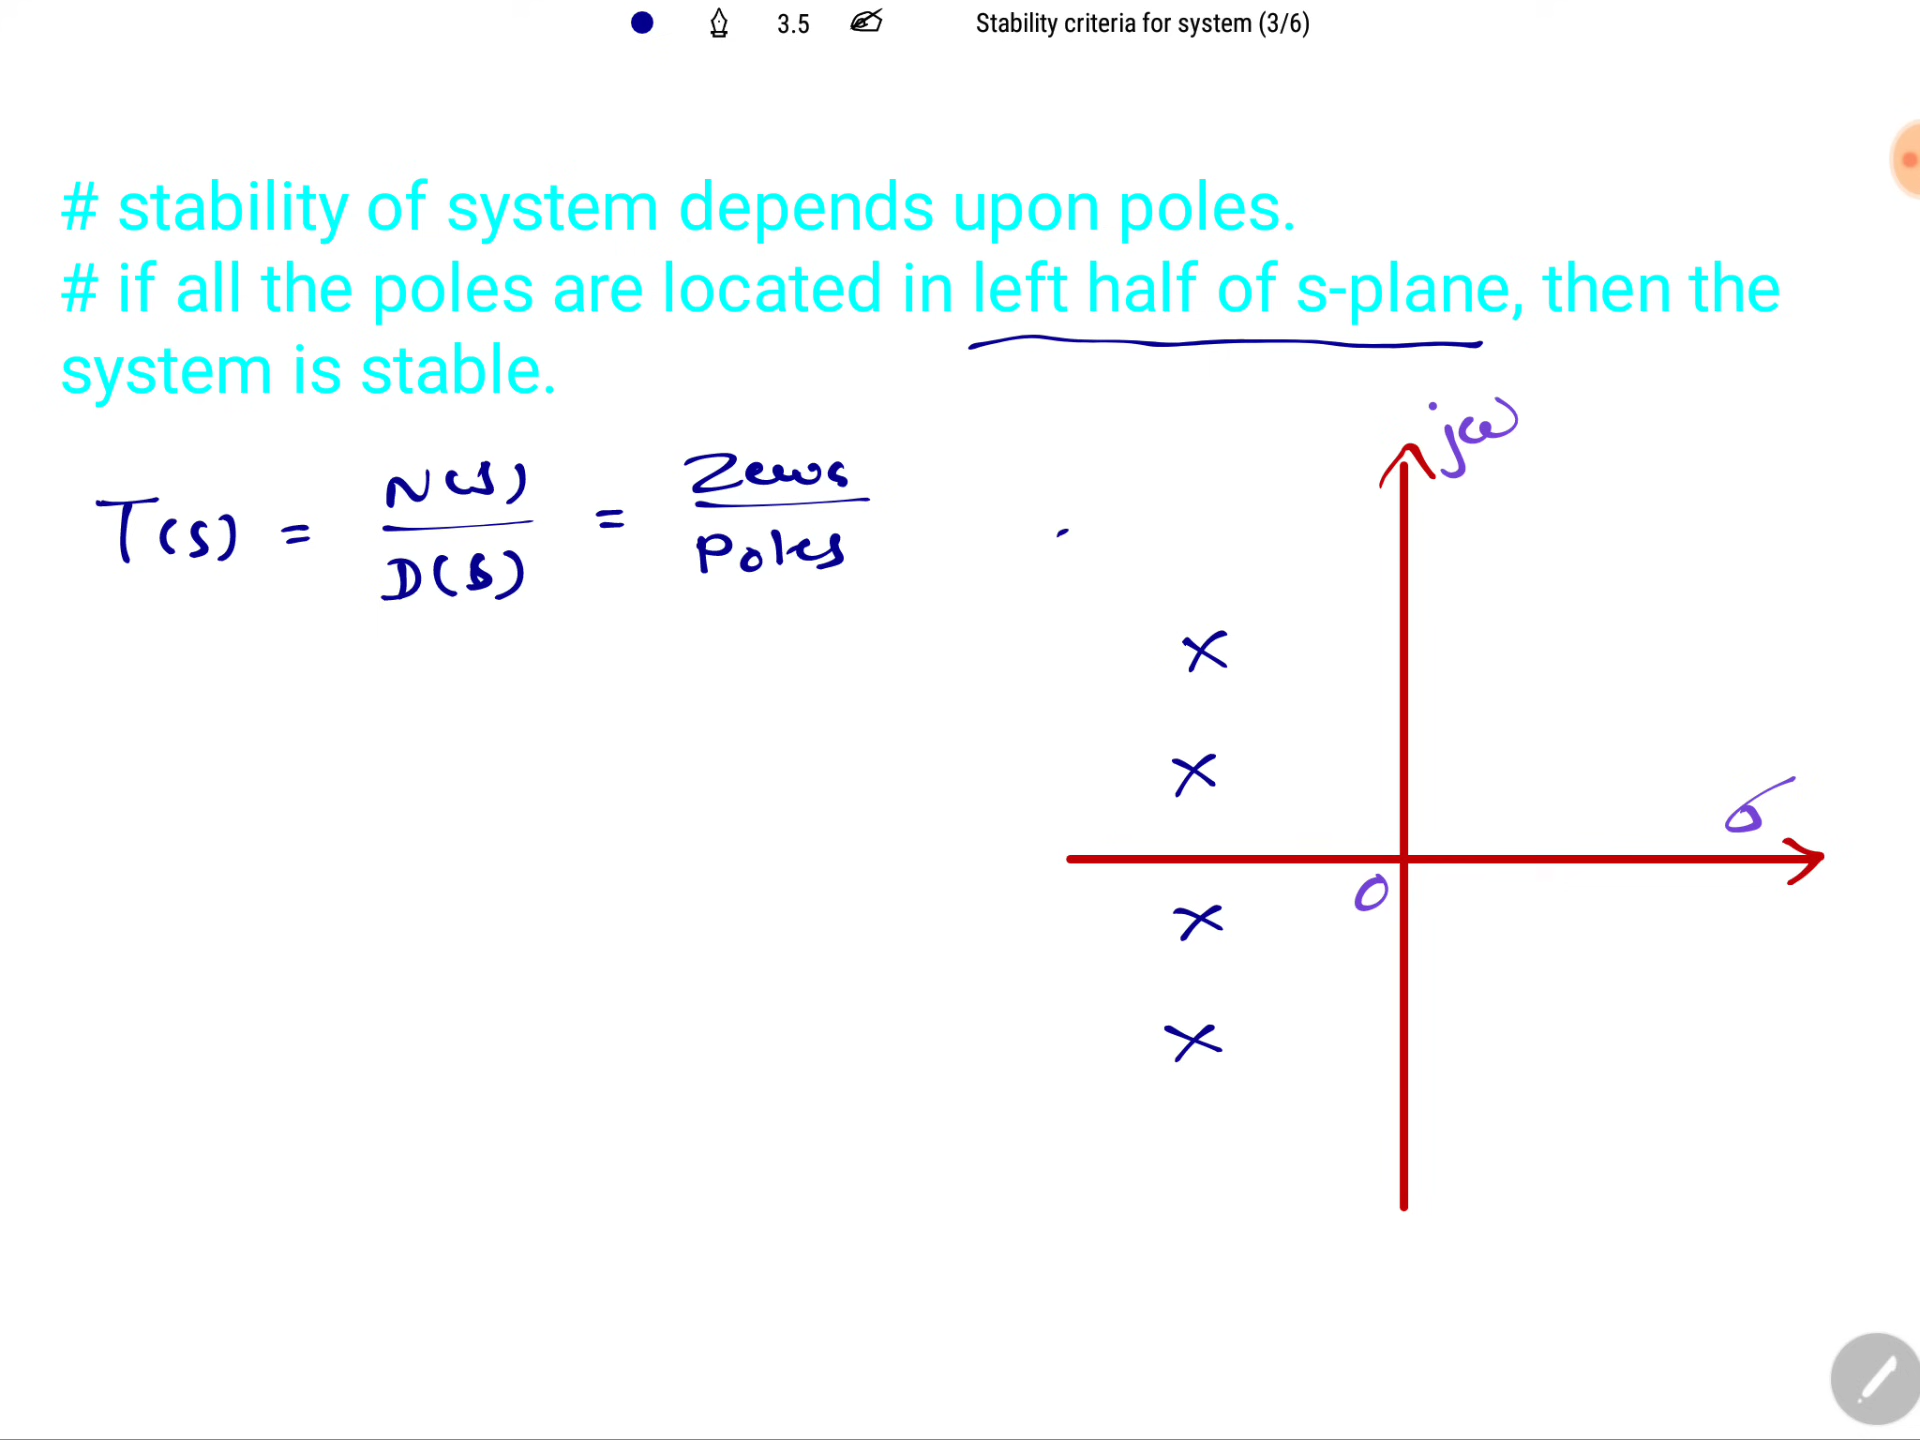 3.5 Stability criteria for system (3/6)
# stability of system depends upon poles.
# if all the poles are located in left half of s-plane, then the
system is stable.
T(s) = N(s) / D(s) = Zeros / Poles
jω
σ
0